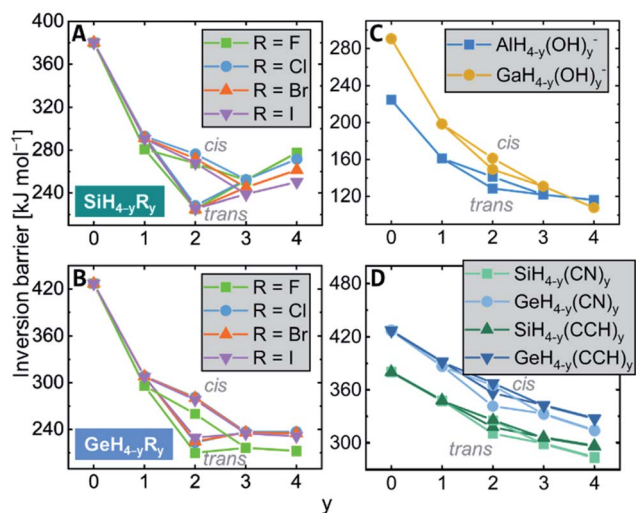 A
R = F
R = Cl
R = Br
R = I
cis
trans
SiH4-yRy
400
360
320
280
240
0 1 2 3 4
C
AlH4-y(OH)y-
GaH4-y(OH)y-
cis
trans
280
240
200
160
120
0 1 2 3 4
Inversion barrier [kJ mol−1]
B
R = F
R = Cl
R = Br
R = I
cis
trans
GeH4-yRy
420
360
300
240
0 1 2 3 4
D
SiH4-y(CN)y
GeH4-y(CN)y
SiH4-y(CCH)y
GeH4-y(CCH)y
cis
trans
480
420
360
300
0 1 2 3 4
y